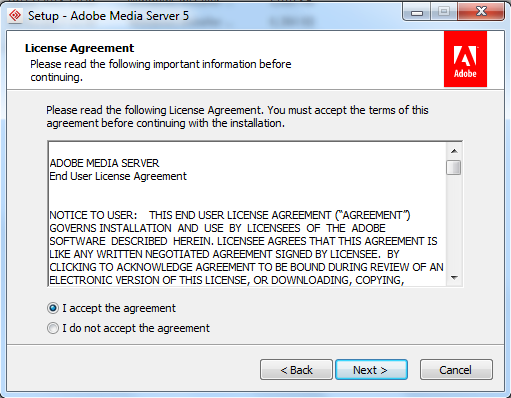 Setup - Adobe Media Server 5
License Agreement
Please read the following important information before
continuing.
Adobe
Please read the following License Agreement. You must accept the terms of this
agreement before continuing with the installation.
ADOBE MEDIA SERVER
End User License Agreement
NOTICE TO USER: THIS END USER LICENSE AGREEMENT ("AGREEMENT")
GOVERNS INSTALLATION AND USE BY LICENSEES OF THE ADOBE
SOFTWARE DESCRIBED HEREIN. LICENSEE AGREES THAT THIS AGREEMENT IS
LIKE ANY WRITTEN NEGOTIATED AGREEMENT SIGNED BY LICENSEE. BY
CLICKING TO ACKNOWLEDGE AGREEMENT TO BE BOUND DURING REVIEW OF AN
ELECTRONIC VERSION OF THIS LICENSE, OR DOWNLOADING, COPYING,
I accept the agreement
I do not accept the agreement
< Back
Next >
Cancel